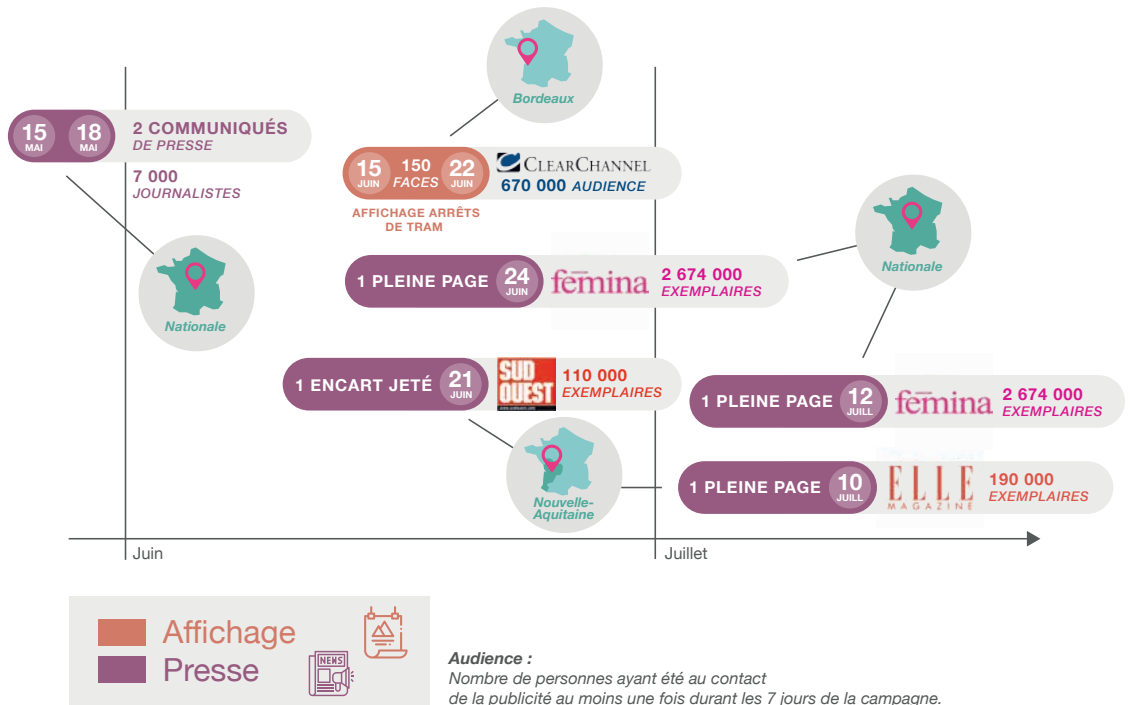 Bordeaux
15
MAI
18
MAI
2 COMMUNIQUÉS
DE PRESSE
7 000
JOURNALISTES
Nationale
15
JUIN
150
FACES
22
JUIN
CLEARCHANNEL
670 000 AUDIENCE
AFFICHAGE ARRÊTS
DE TRAM
Nationale
1 PLEINE PAGE
24
JUIN
femina
2 674 000
EXEMPLAIRES
1 ENCART JETÉ
21
JUIN
SUD
OUEST
110 000
EXEMPLAIRES
Nouvelle-
Aquitaine
1 PLEINE PAGE
12
JUILL
femina
2 674 000
EXEMPLAIRES
1 PLEINE PAGE
10
JUILL
ELLE
MAGAZINE
190 000
EXEMPLAIRES
Juin
Juillet
Affichage
Presse
NEWS
Audience :
Nombre de personnes ayant été au contact
de la publicité au moins une fois durant les 7 jours de la campagne.